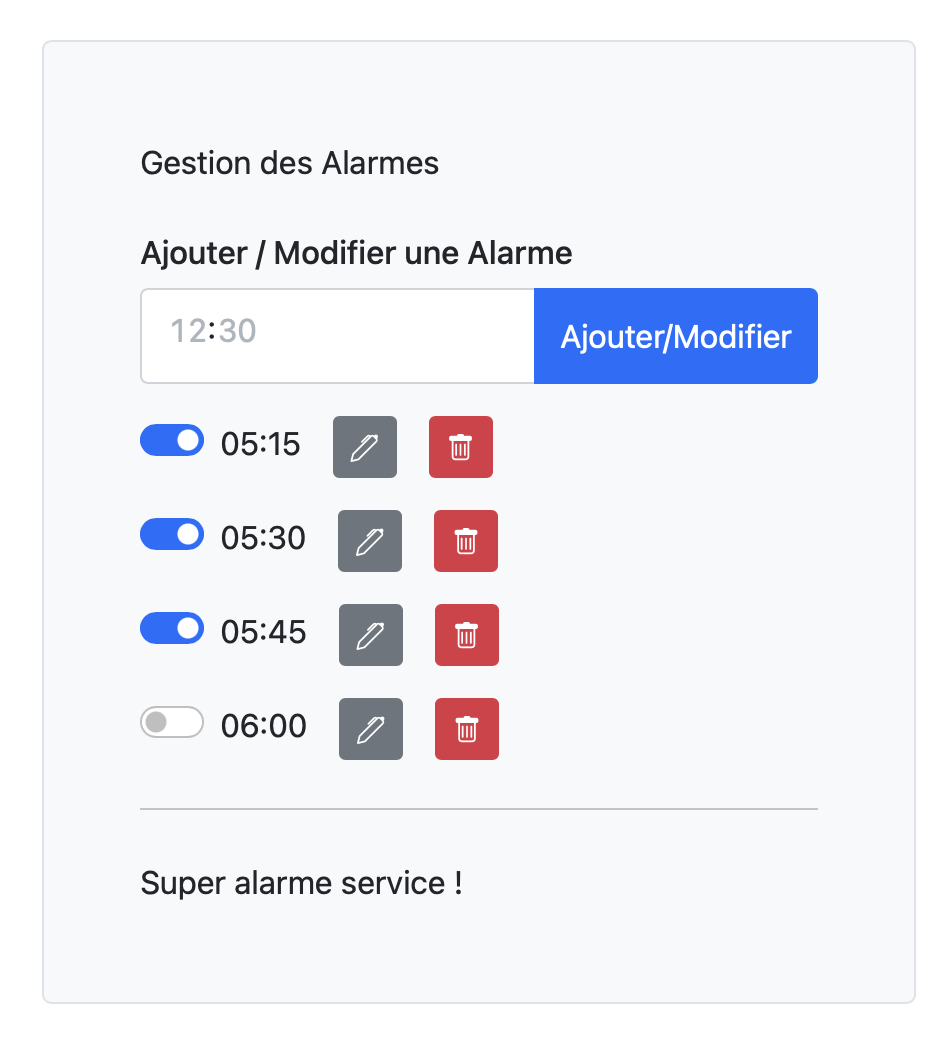 Gestion des Alarmes
Ajouter / Modifier une Alarme
12:30
Ajouter/Modifier
05:15
05:30
05:45
06:00
Super alarme service !